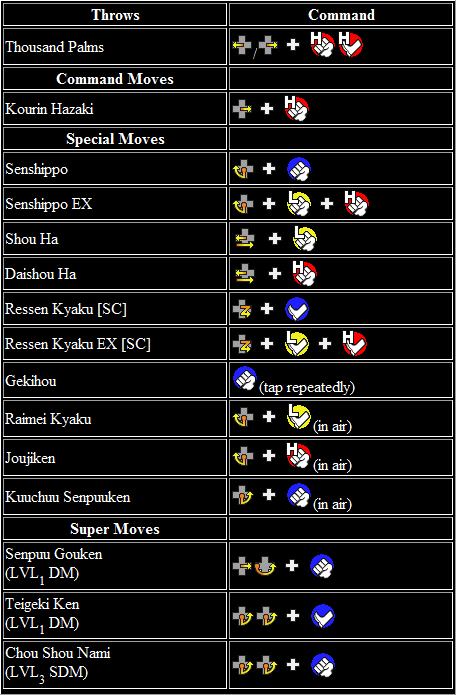 Throws Command
Thousand Palms / + H H
Command Moves
Kourin Hazaki + H
Special Moves
Senshippo +
Senshippo EX + L + H
Shou Ha + L
Daishou Ha + H
Ressen Kyaku [SC] +
Ressen Kyaku EX [SC] + L + H
Gekihou (tap repeatedly)
Raimei Kyaku + L (in air)
Joujiken + H (in air)
Kuuchuu Senpuuken + (in air)
Super Moves
Senpuu Gouken
(LVL1 DM) +
Teigeki Ken
(LVL1 DM) +
Chou Shou Nami
(LVL3 SDM) +